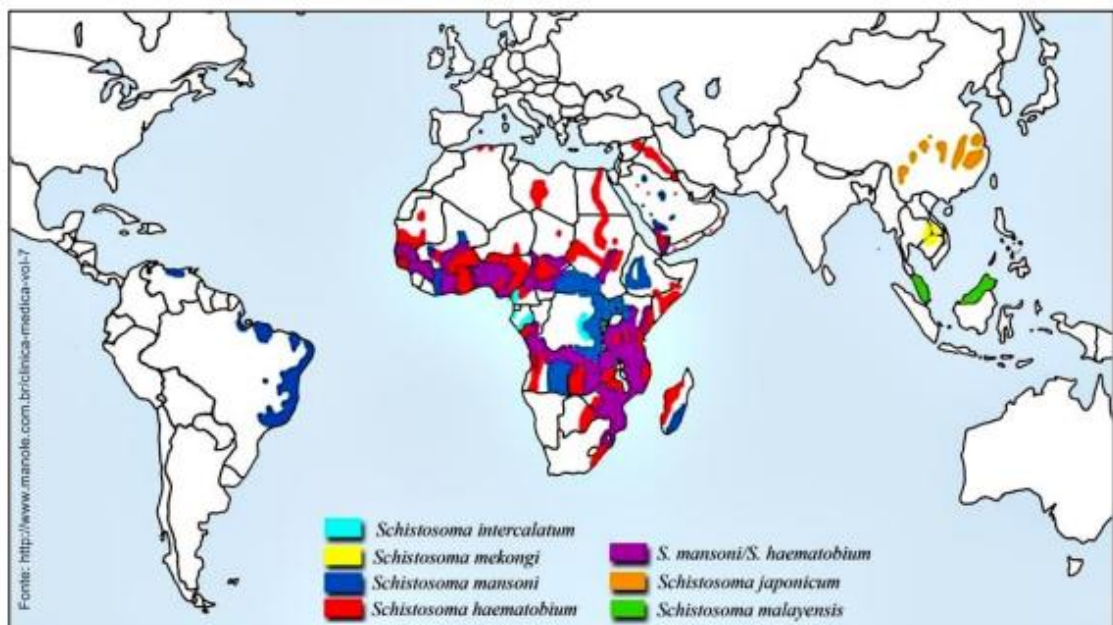 Fonte: http://www.manole.com.br/clinica-medica-vol-7
Schistosoma intercalatum
Schistosoma mekongi
Schistosoma mansoni
Schistosoma haematobium
S. mansoni/S. haematobium
Schistosoma japonicum
Schistosoma malayensis